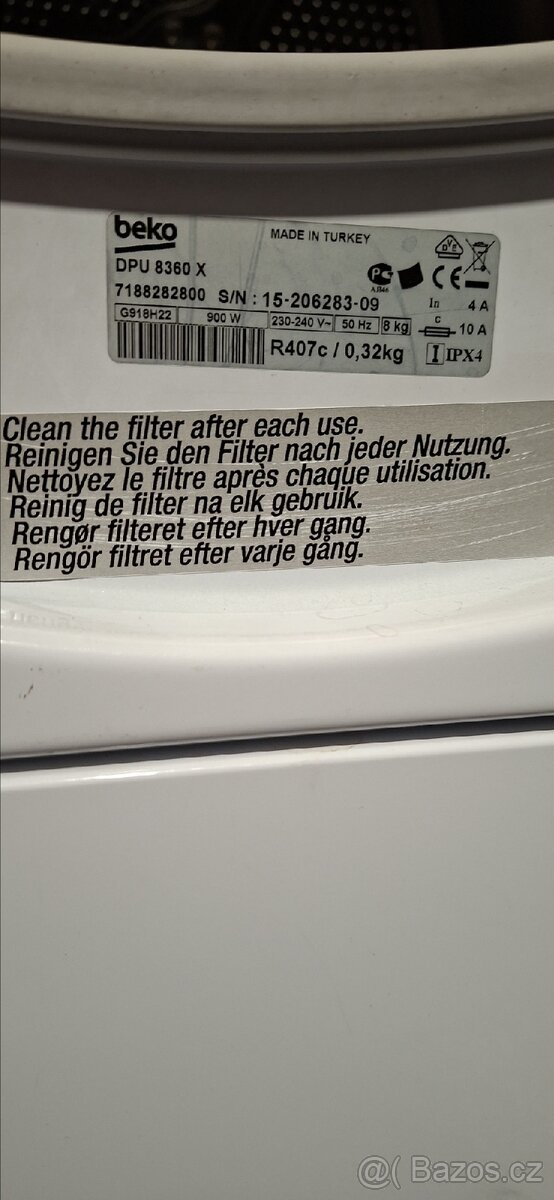 beko
MADE IN TURKEY
DPU 8360 X
7188282800 S/N : 15-206283-09
In 4 A
G918H22 900 W 230-240 V~ 50 Hz 8 kg
C 10 A
R407c / 0,32kg
I IPX4
Clean the filter after each use.
Reinigen Sie den Filter nach jeder Nutzung.
Nettoyez le filtre après chaque utilisation.
Reinig de filter na elk gebruik.
Rengør filteret efter hver gang.
Rengör filtret efter varje gång.
@( Bazos.cz